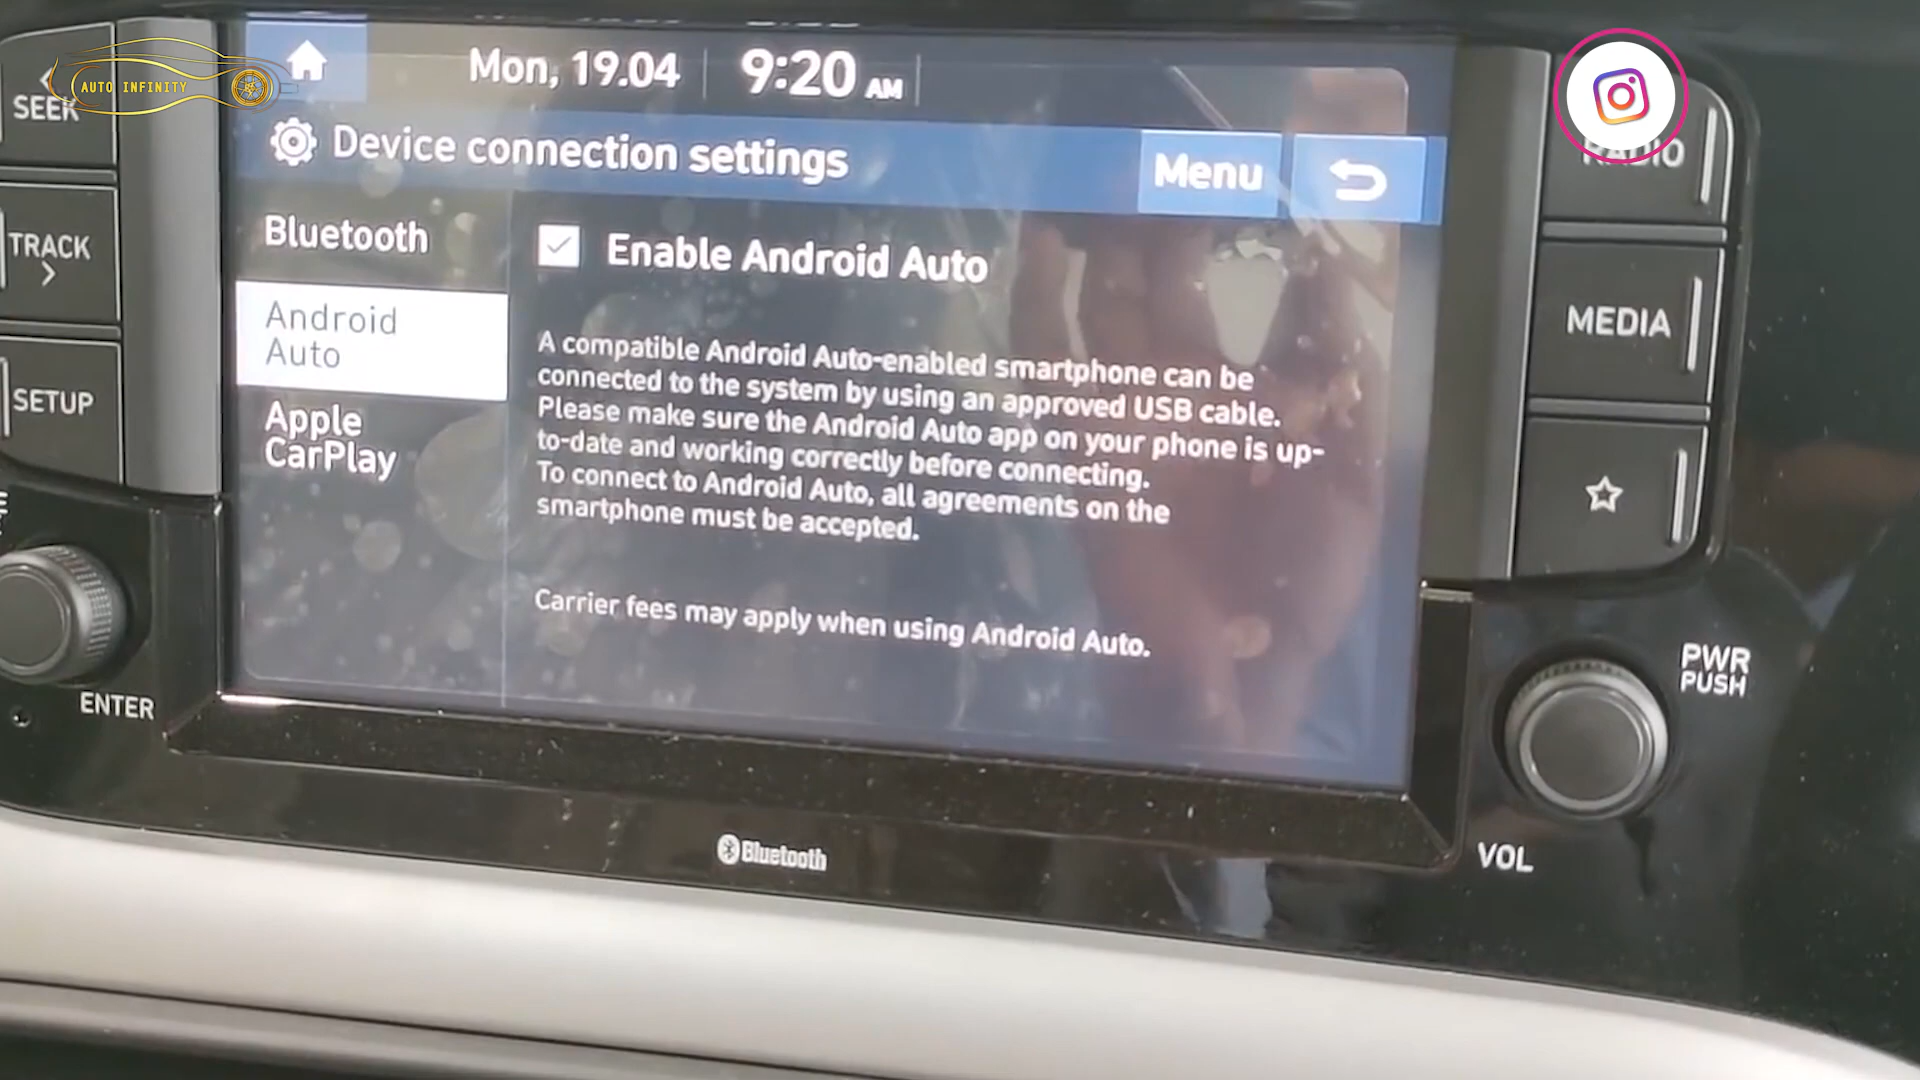 AUTO INFINITY
SEEK
TRACK
SETUP
ENTER
Mon, 19.04
9:20 AM
Device connection settings
Menu
Bluetooth
Android
Auto
Apple
CarPlay
Enable Android Auto
A compatible Android Auto-enabled smartphone can be
connected to the system by using an approved USB cable.
Please make sure the Android Auto app on your phone is up-
to-date and working correctly before connecting.
To connect to Android Auto, all agreements on the
smartphone must be accepted.
Carrier fees may apply when using Android Auto.
RADIO
MEDIA
PWR
PUSH
VOL
Bluetooth